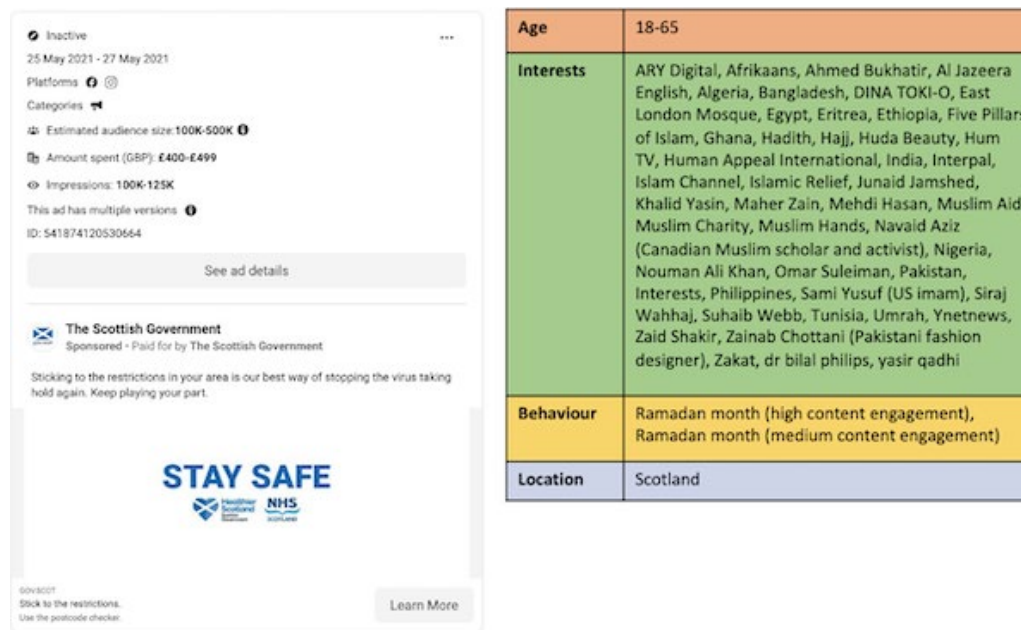 Inactive
25 May 2021 - 27 May 2021
Platforms
Categories
Estimated audience size:100K-500K
Amount spent (GBP): £400-£499
Impressions: 100K-125K
This ad has multiple versions
ID: 541874120530664
See ad details
The Scottish Government
Sponsored • Paid for by The Scottish Government
Sticking to the restrictions in your area is our best way of stopping the virus taking
hold again. Keep playing your part.
STAY SAFE
Healthier
Scotland
Scottish
Government
NHS
SCOTLAND
GOV.SCOT
Stick to the restrictions.
Use the postcode checker.
Learn More
Age
18-65
Interests
ARY Digital, Afrikaans, Ahmed Bukhatir, Al Jazeera
English, Algeria, Bangladesh, DINA TOKI-O, East
London Mosque, Egypt, Eritrea, Ethiopia, Five Pillars
of Islam, Ghana, Hadith, Hajj, Huda Beauty, Hum
TV, Human Appeal International, India, Interpal,
Islam Channel, Islamic Relief, Junaid Jamshed,
Khalid Yasin, Maher Zain, Mehdi Hasan, Muslim Aid
Muslim Charity, Muslim Hands, Navaid Aziz
(Canadian Muslim scholar and activist), Nigeria,
Nouman Ali Khan, Omar Suleiman, Pakistan,
Interests, Philippines, Sami Yusuf (US imam), Siraj
Wahhaj, Suhaib Webb, Tunisia, Umrah, Ynetnews,
Zaid Shakir, Zainab Chottani (Pakistani fashion
designer), Zakat, dr bilal philips, yasir qadhi
Behaviour
Ramadan month (high content engagement),
Ramadan month (medium content engagement)
Location
Scotland